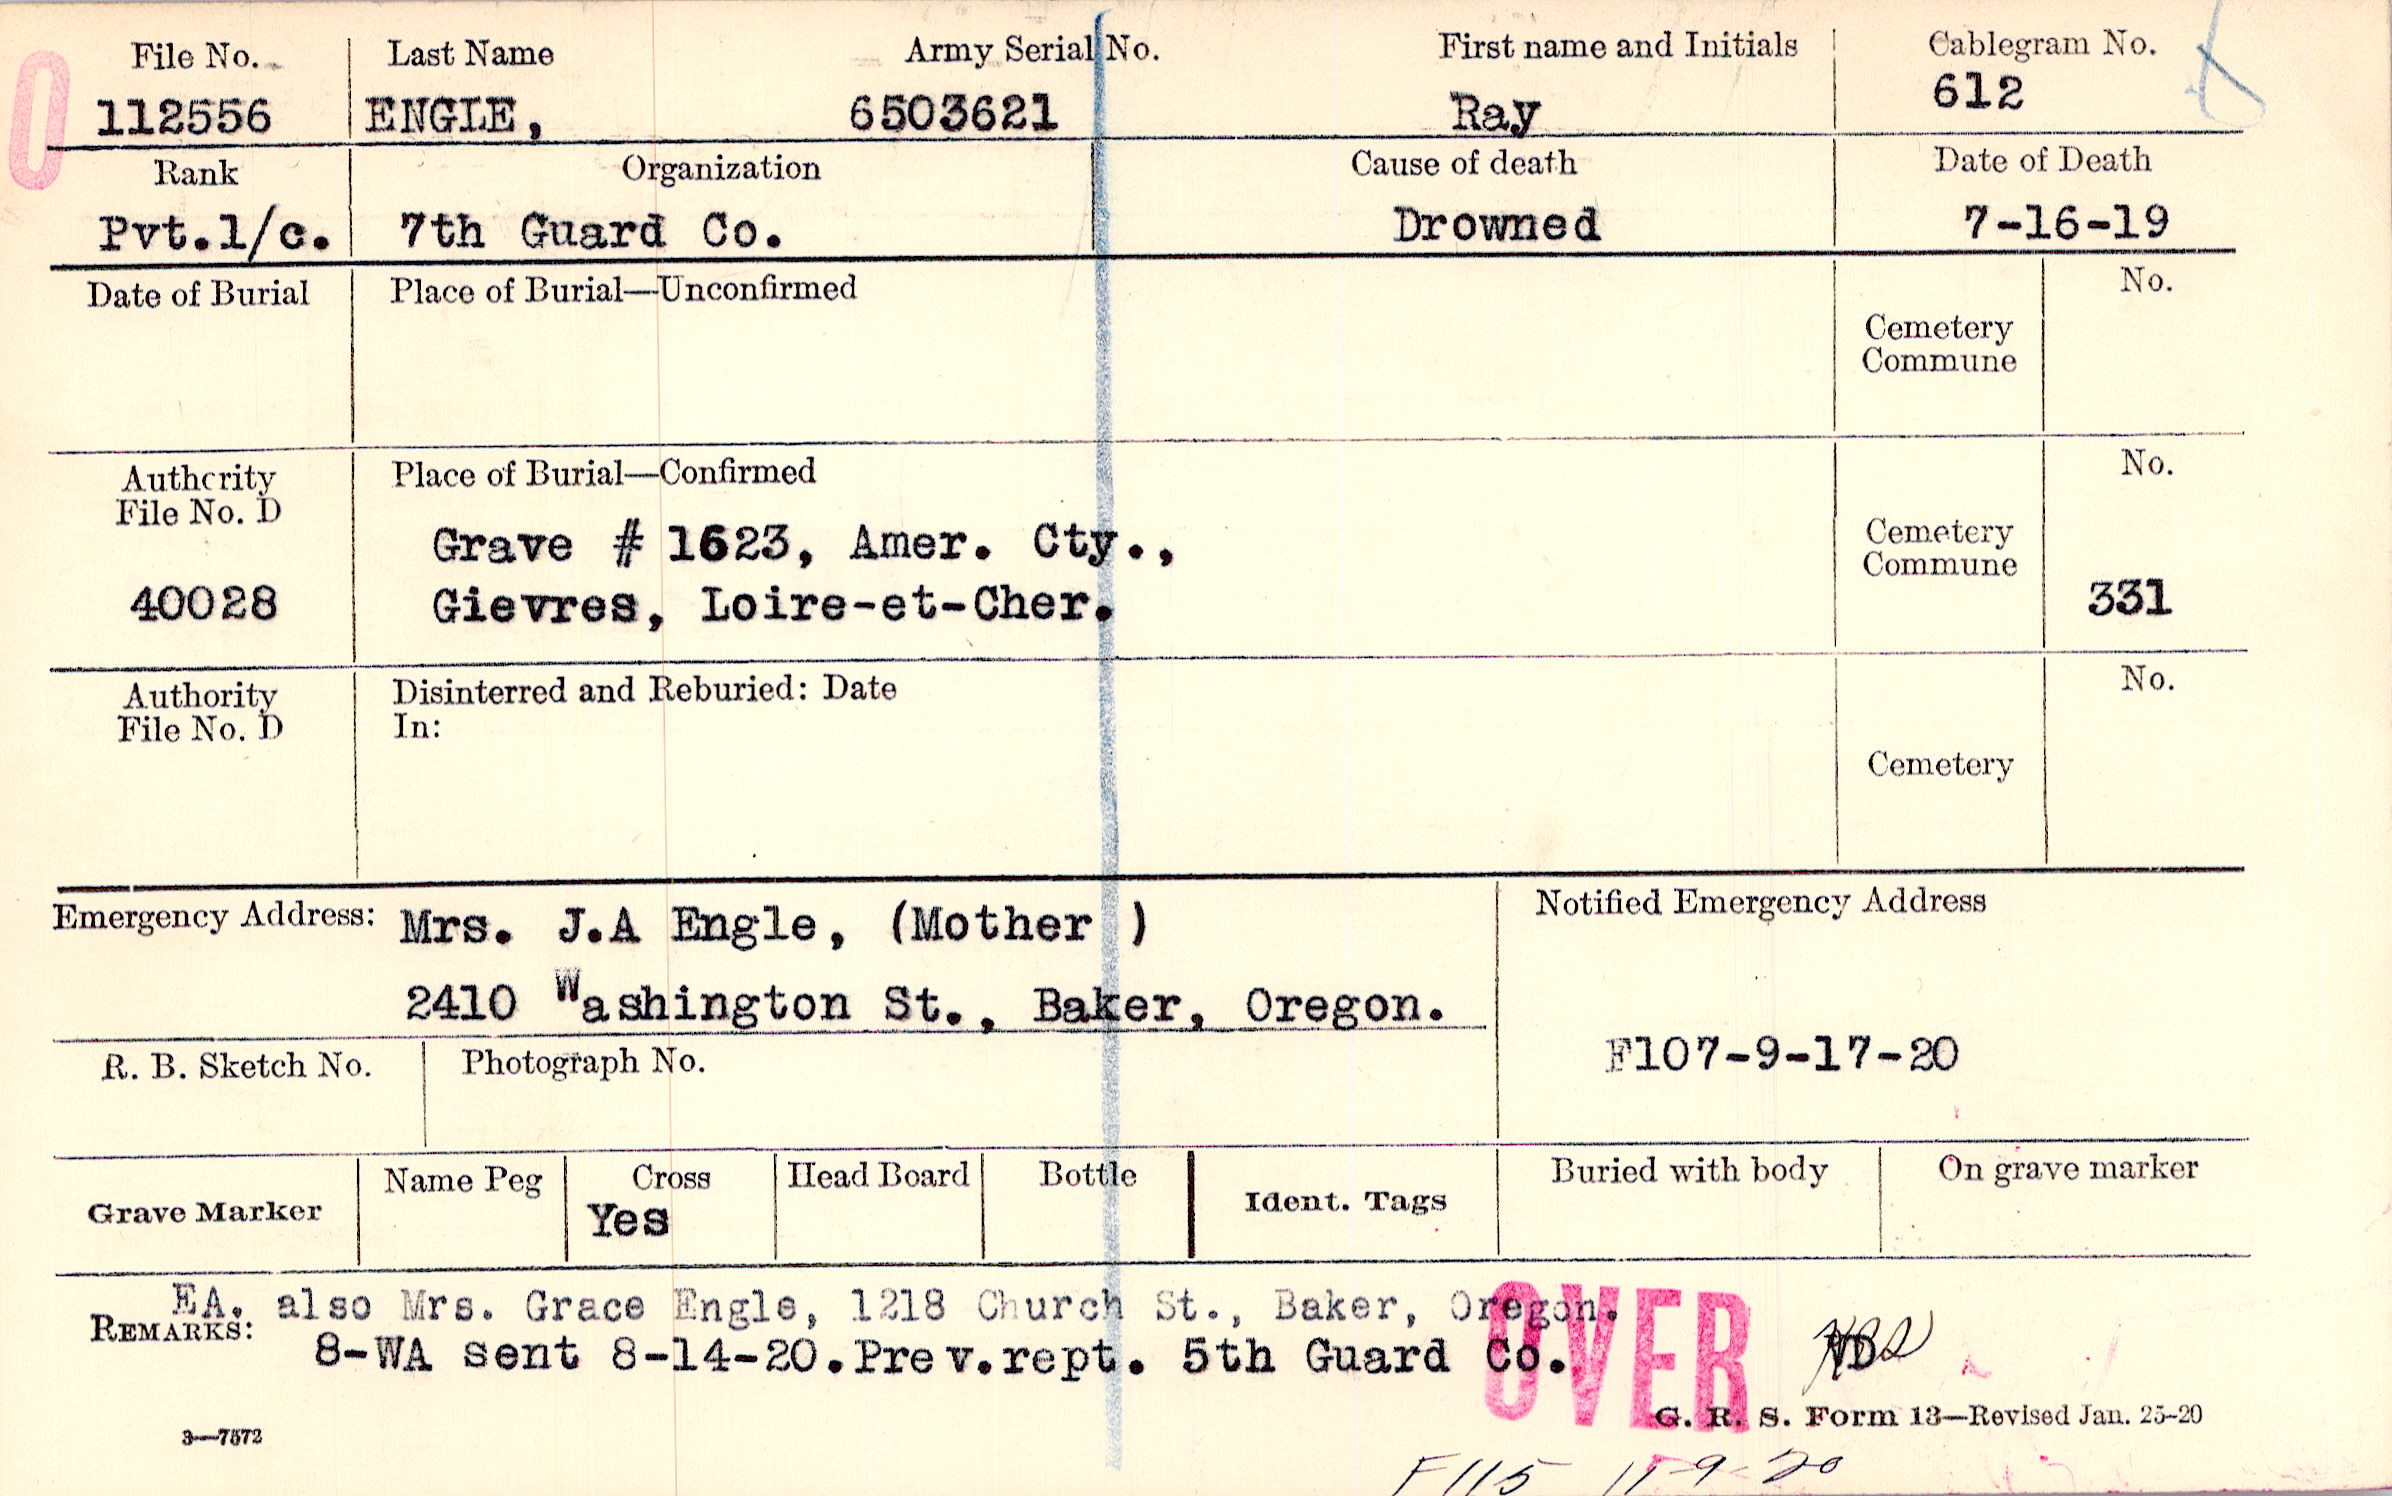 File No. Last Name Army Serial No. First name and Initials Cablegram No.
112556 ENGLE, 6503621 Ray 612
Rank Organization Cause of death Date of Death
Pvt.1/c. 7th Guard Co. Drowned 7-16-19
Date of Burial Place of Burial—Unconfirmed No.
Cemetery
Commune
Authority Place of Burial—Confirmed No.
File No. D
Grave # 1623, Amer. Cty., Cemetery
Commune
40028 Gievres, Loire-et-Cher. 331
Authority Disinterred and Reburied: Date No.
File No. D In:
Cemetery
Emergency Address: Mrs. J.A Engle, (Mother ) Notified Emergency Address
2410 Washington St., Baker, Oregon.
F107-9-17-20
R. B. Sketch No. Photograph No.
Grave Marker Name Peg Cross Head Board Bottle Ident. Tags Buried with body On grave marker
Yes
EA. also Mrs. Grace Engle, 1218 Church St., Baker, Oregon.
REMARKS:
8-WA sent 8-14-20.Prev.rept. 5th Guard Co.
OVER
G. R. S. Form 13—Revised Jan. 25-20
3—7572
F115 11-9-20